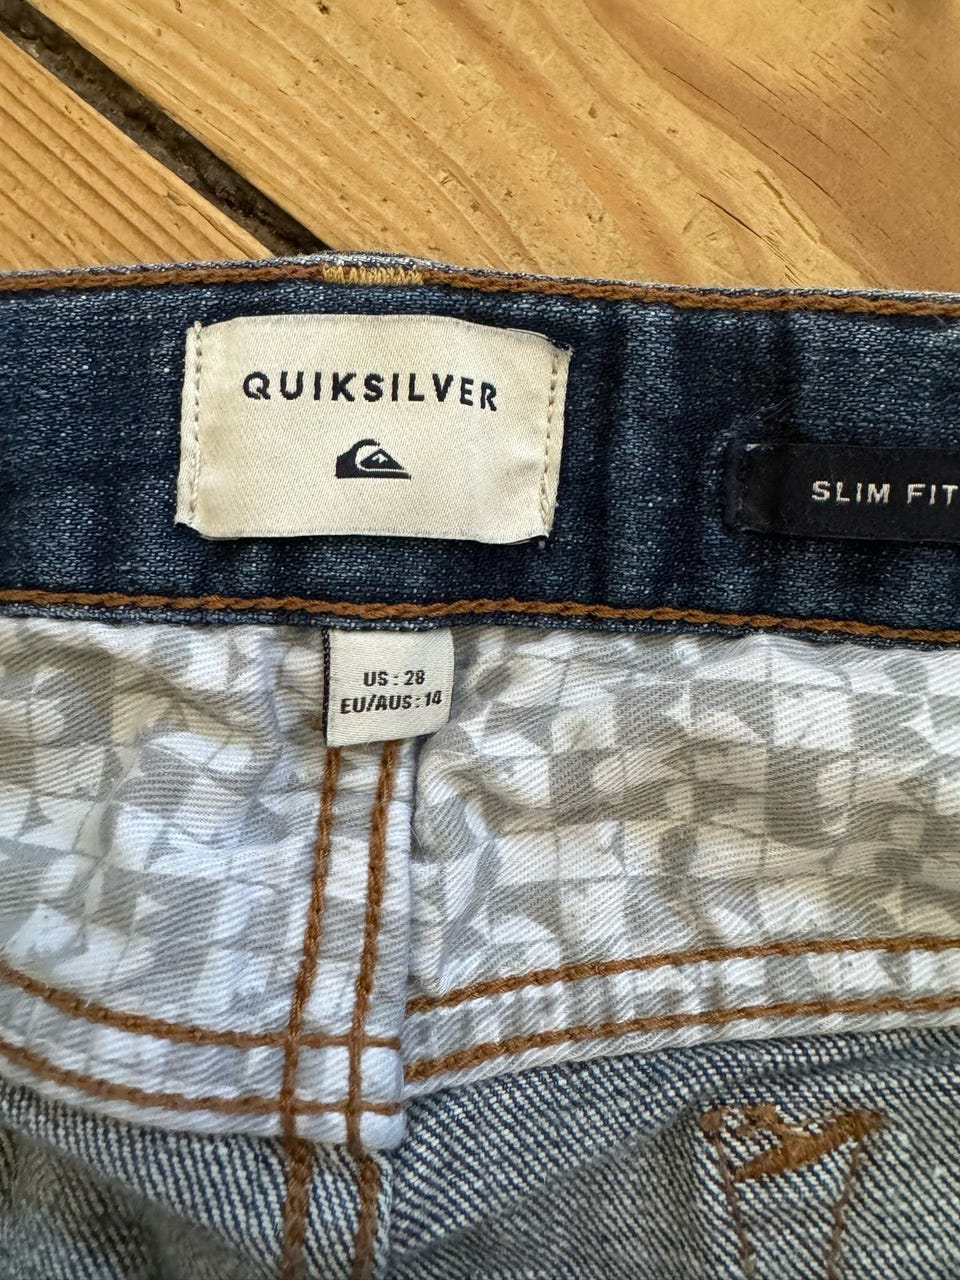 QUIKSILVER
SLIM FIT
US: 28
EU/AUS: 14